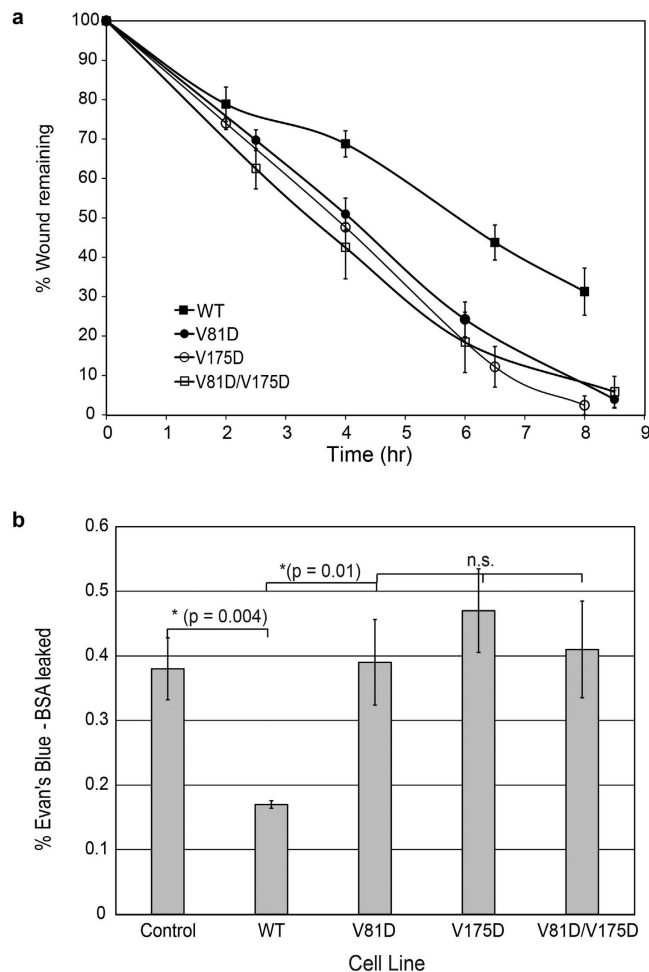 a
100
90
80
70
60
50
40
30
20
10
0
% Wound remaining
WT
V81D
V175D
V81D/V175D
0 1 2 3 4 5 6 7 8 9
Time (hr)
b
0.6
0.5
0.4
0.3
0.2
0.1
0
% Evan's Blue - BSA leaked
* (p = 0.004)
*(p = 0.01)
n.s.
Control WT V81D V175D V81D/V175D
Cell Line